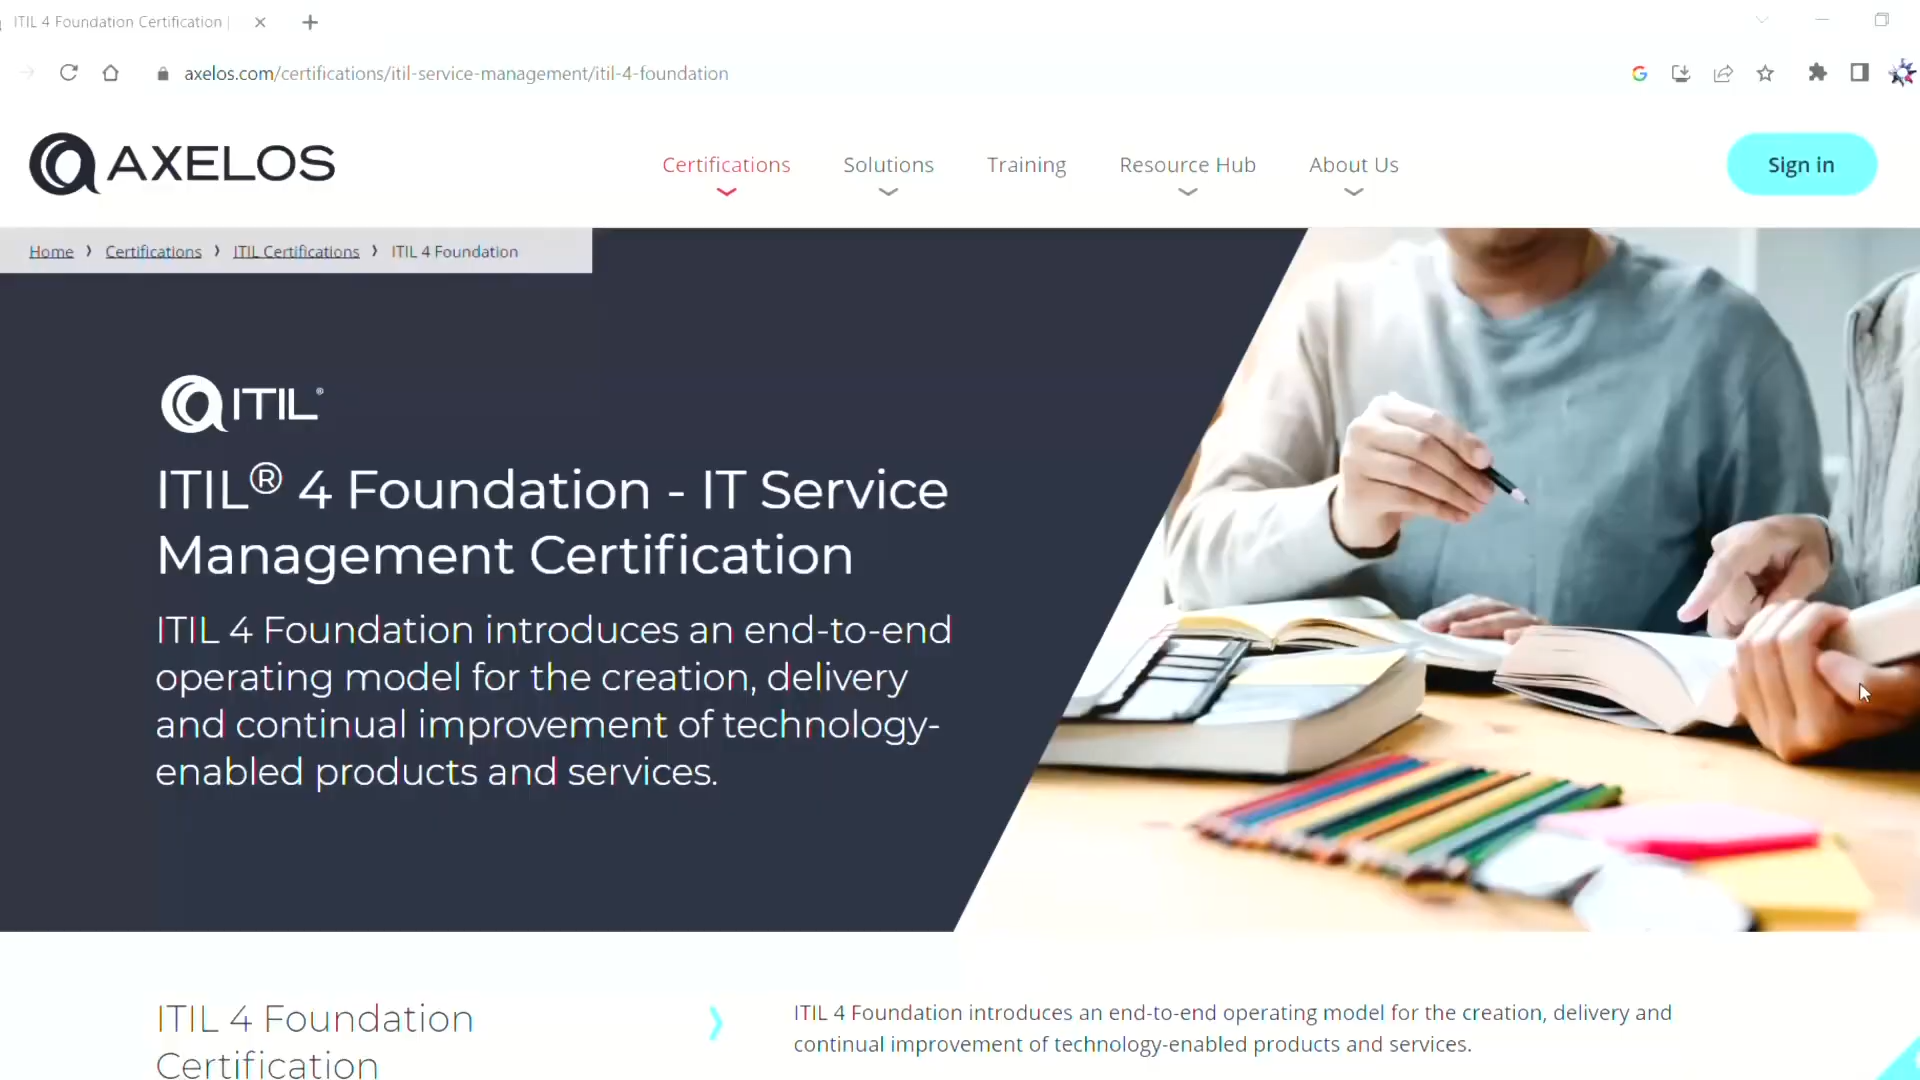 ITIL 4 Foundation Certification |
axelos.com/certifications/itil-service-management/itil-4-foundation
AXELOS
Certifications
Solutions
Training
Resource Hub
About Us
Sign in
Home › Certifications › ITIL Certifications › ITIL 4 Foundation
ITIL®
ITIL® 4 Foundation - IT Service
Management Certification
ITIL 4 Foundation introduces an end-to-end
operating model for the creation, delivery
and continual improvement of technology-
enabled products and services.
ITIL 4 Foundation
Certification
ITIL 4 Foundation introduces an end-to-end operating model for the creation, delivery and
continual improvement of technology-enabled products and services.